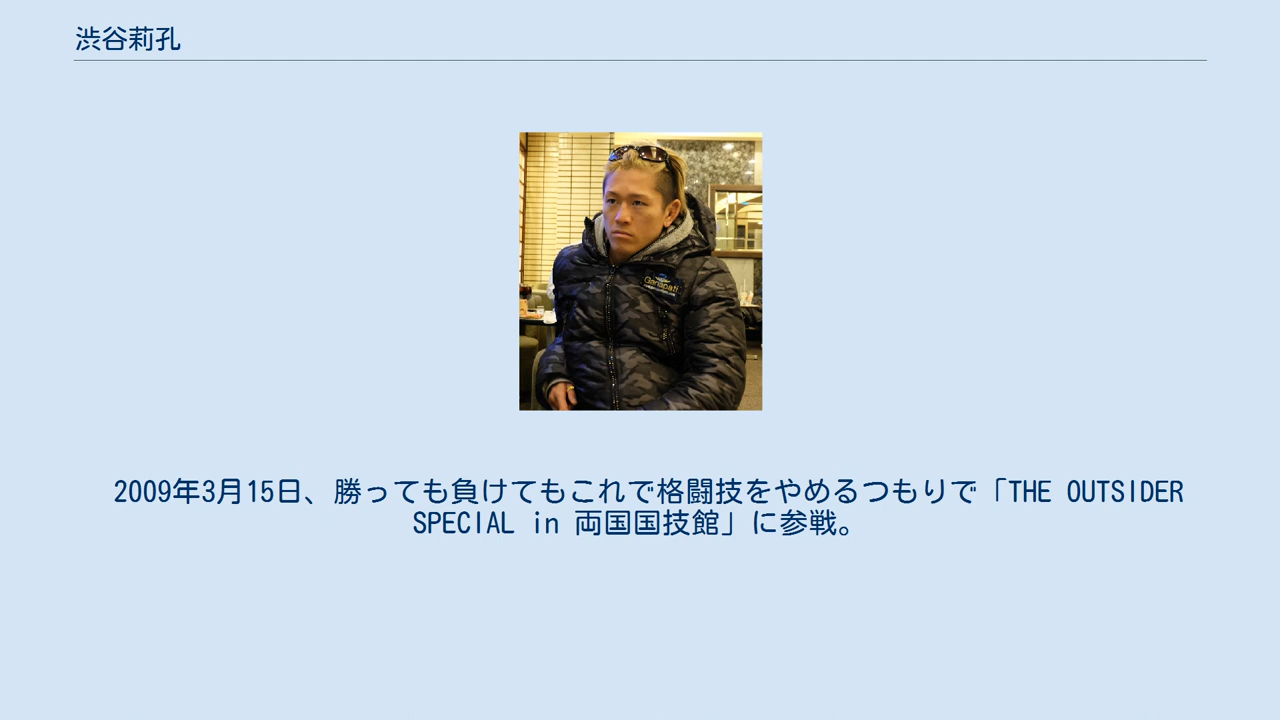 渋谷莉孔
Ganapati
2009年3月15日、勝っても負けてもこれで格闘技をやめるつもりで「THE OUTSIDER
SPECIAL in 両国国技館」に参戦。